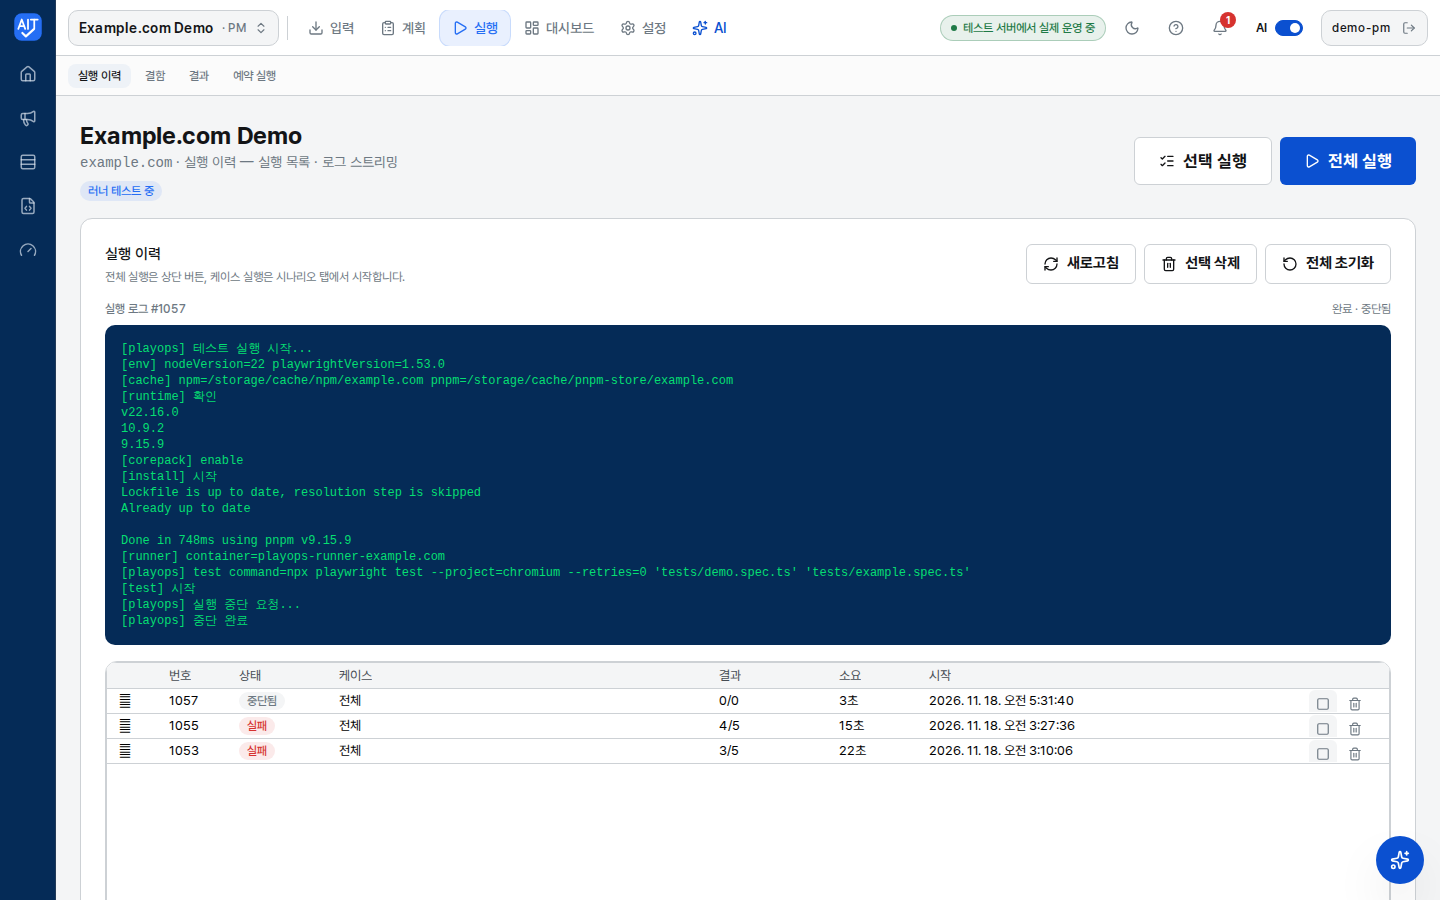 AIT
Example.com Demo · PM
입력
계획
실행
대시보드
설정
AI
테스트 서버에서 실제 운영 중
1
AI
demo-pm
실행 이력
결함
결과
예약 실행
Example.com Demo
example.com · 실행 이력 — 실행 목록 · 로그 스트리밍
러너 테스트 중
선택 실행
전체 실행
실행 이력
전체 실행은 상단 버튼, 케이스 실행은 시나리오 탭에서 시작합니다.
새로고침
선택 삭제
전체 초기화
실행 로그 #1057
완료 · 중단됨
[playops] 테스트 실행 시작...
[env] nodeVersion=22 playwrightVersion=1.53.0
[cache] npm=/storage/cache/npm/example.com pnpm=/storage/cache/pnpm-store/example.com
[runtime] 확인
v22.16.0
10.9.2
9.15.9
[corepack] enable
[install] 시작
Lockfile is up to date, resolution step is skipped
Already up to date
Done in 748ms using pnpm v9.15.9
[runner] container=playops-runner-example.com
[playops] test command=npx playwright test --project=chromium --retries=0 'tests/demo.spec.ts' 'tests/example.spec.ts'
[test] 시작
[playops] 실행 중단 요청...
[playops] 중단 완료
번호 상태 케이스 결과 소요 시작
1057 중단됨 전체 0/0 3초 2026. 11. 18. 오전 5:31:40
1055 실패 전체 4/5 15초 2026. 11. 18. 오전 3:27:36
1053 실패 전체 3/5 22초 2026. 11. 18. 오전 3:10:06